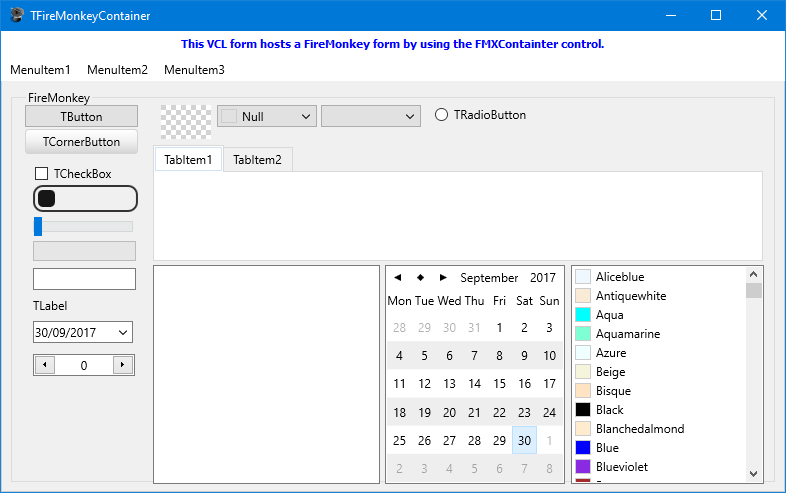 TFireMonkeyContainer
This VCL form hosts a FireMonkey form by using the FMXContainter control.
MenuItem1 MenuItem2 MenuItem3
FireMonkey
TButton
TCornerButton
TCheckBox
TLabel
30/09/2017
0
Null
TRadioButton
TabItem1 TabItem2
September 2017
Mon Tue Wed Thu Fri Sat Sun
28 29 30 31 1 2 3
4 5 6 7 8 9 10
11 12 13 14 15 16 17
18 19 20 21 22 23 24
25 26 27 28 29 30 1
2 3 4 5 6 7 8
Aliceblue
Antiquewhite
Aqua
Aquamarine
Azure
Beige
Bisque
Black
Blanchedalmond
Blue
Blueviolet